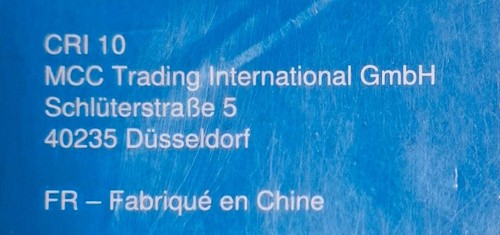 CRI 10
MCC Trading International GmbH
Schlüterstraße 5
40235 Düsseldorf
FR – Fabriqué en Chine